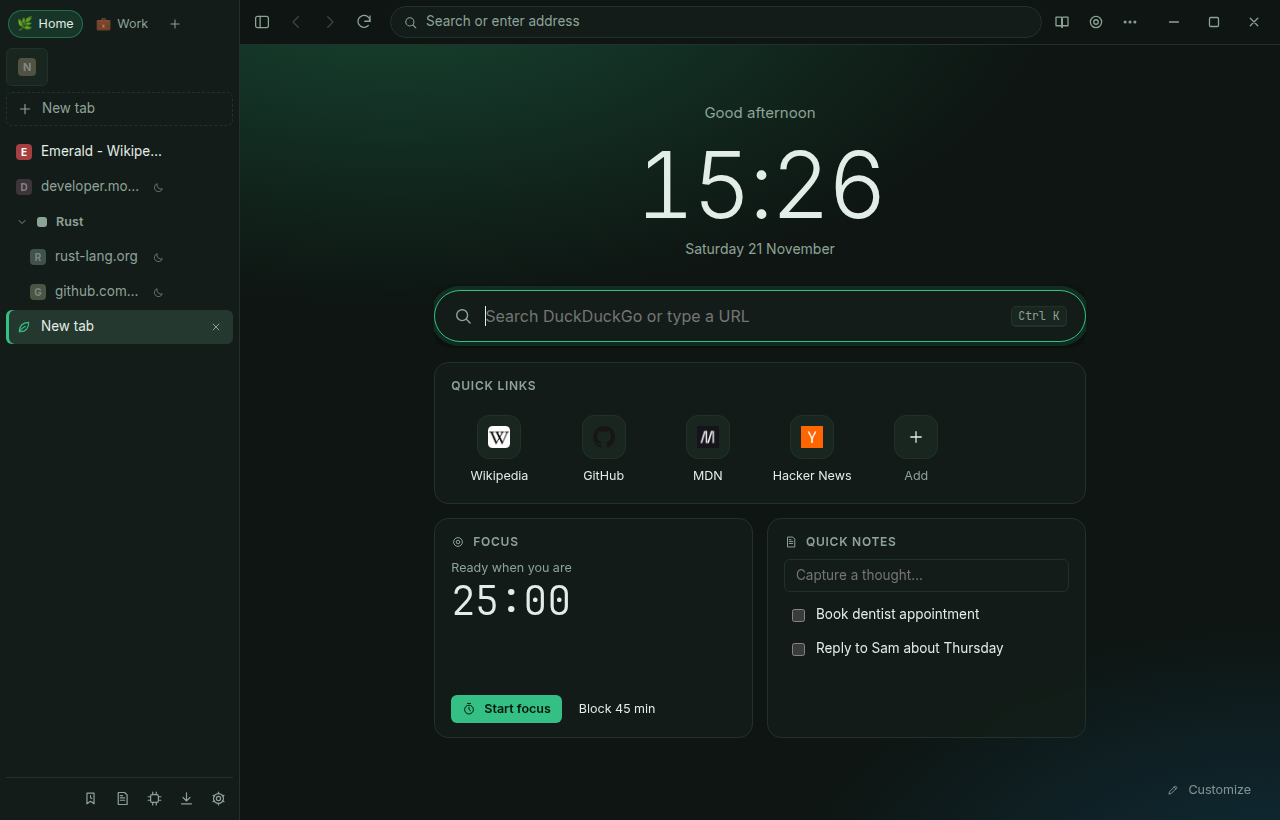 Home
Work
N
New tab
E Emerald - Wikipe...
D developer.mo...
Rust
R rust-lang.org
G github.com...
New tab
Search or enter address
Good afternoon
15:26
Saturday 21 November
Search DuckDuckGo or type a URL
Ctrl K
QUICK LINKS
W
M
Y
Wikipedia
GitHub
MDN
Hacker News
Add
FOCUS
Ready when you are
25:00
Start focus
Block 45 min
QUICK NOTES
Capture a thought...
Book dentist appointment
Reply to Sam about Thursday
Customize